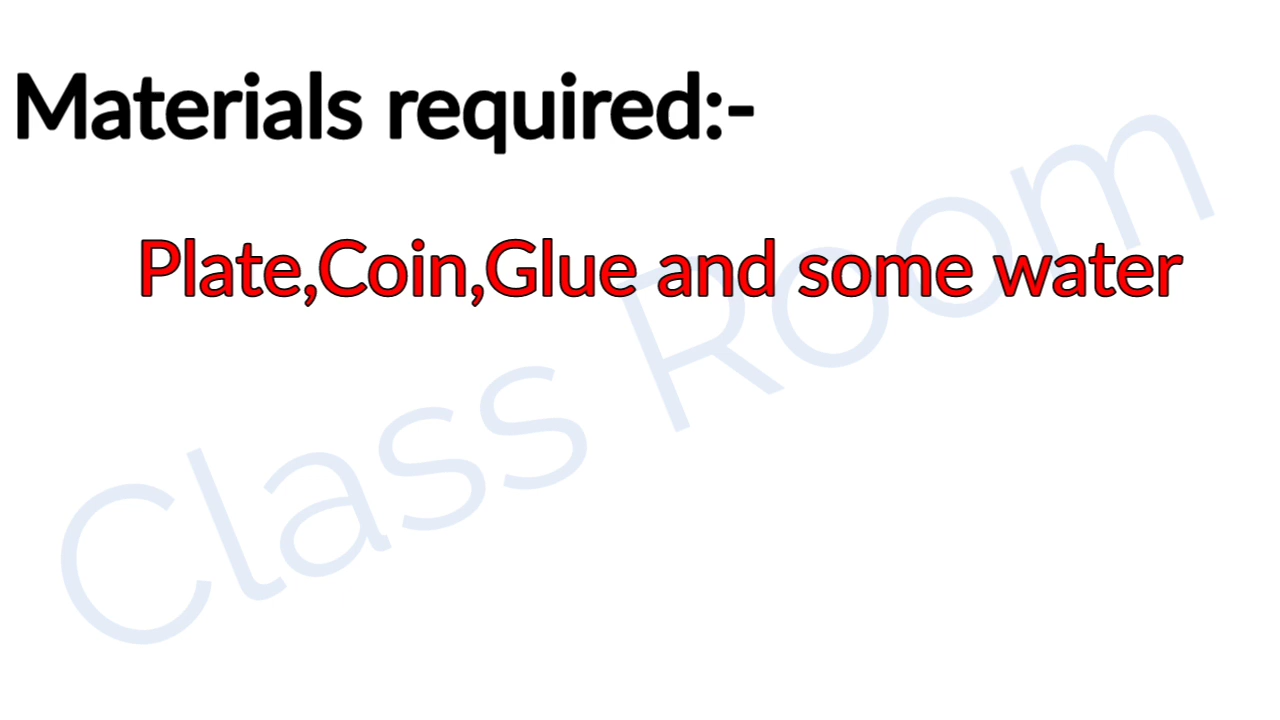 Materials required:-
Plate,Coin,Glue and some water
Class Room